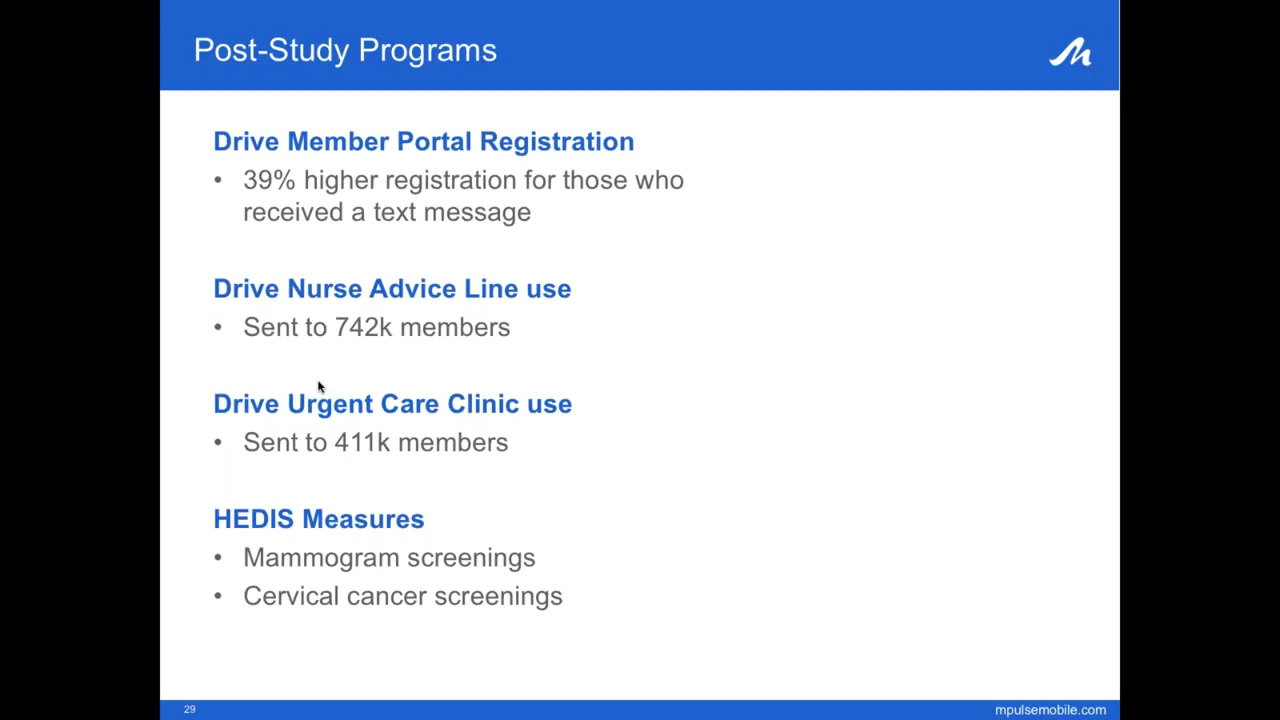 Post-Study Programs
Drive Member Portal Registration
• 39% higher registration for those who
received a text message
Drive Nurse Advice Line use
• Sent to 742k members
Drive Urgent Care Clinic use
• Sent to 411k members
HEDIS Measures
• Mammogram screenings
• Cervical cancer screenings
29
mpulsemobile.com